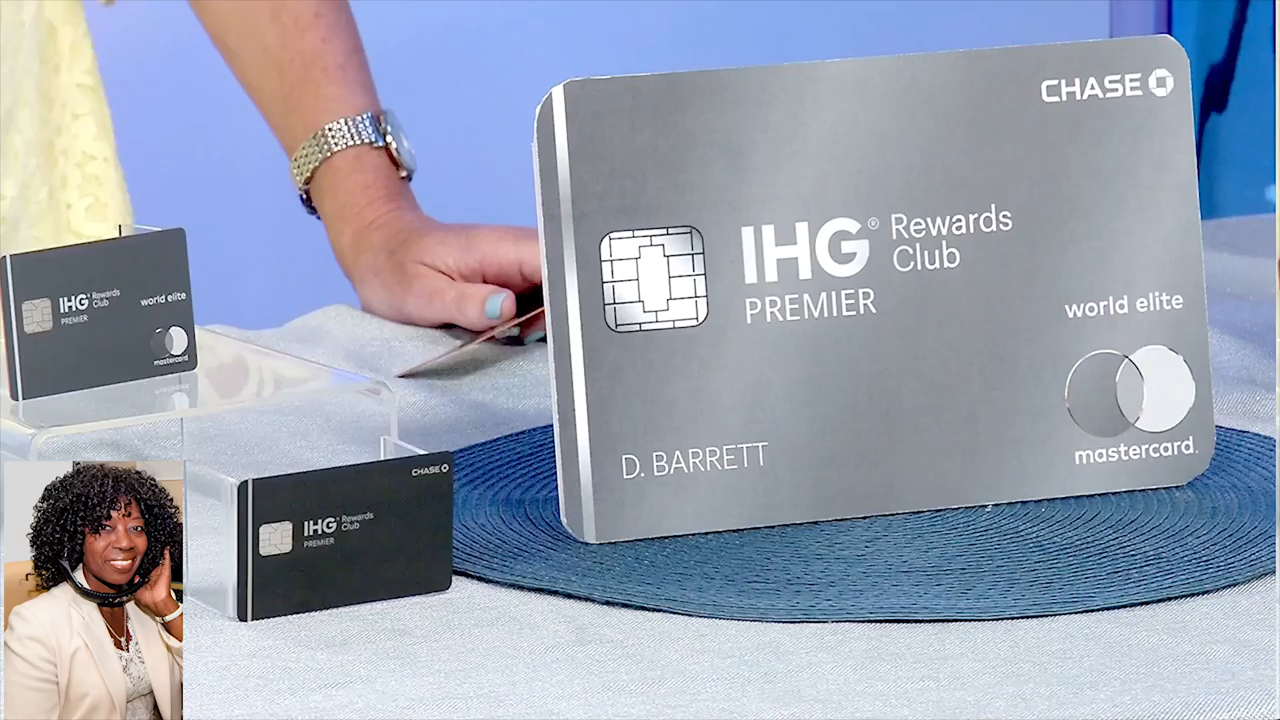 CHASE
IHG® Rewards
Club
PREMIER
world elite
mastercard.
D. BARRETT
IHG® Rewards
Club
PREMIER
world elite
mastercard
CHASE
IHG® Rewards
Club
PREMIER